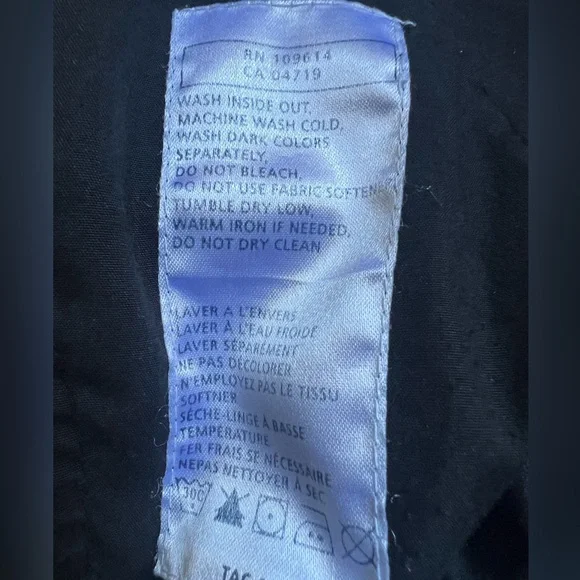 RN 109614
CA 04719
WASH INSIDE OUT,
MACHINE WASH COLD,
WASH DARK COLORS
SEPARATELY,
DO NOT BLEACH,
DO NOT USE FABRIC SOFTENER
TUMBLE DRY LOW,
WARM IRON IF NEEDED,
DO NOT DRY CLEAN
LAVER A L'ENVERS
LAVER À L'EAU FROIDE
LAVER SÉPARÉMENT
NE PAS DÉCOLORER
N'EMPLOYEZ PAS LE TISSU
SOFTNER
SÈCHE-LINGE À BASSE
TEMPÉRATURE
FER FRAIS SE NÉCESSAIRE
NEPAS NETTOYER À SEC
30C